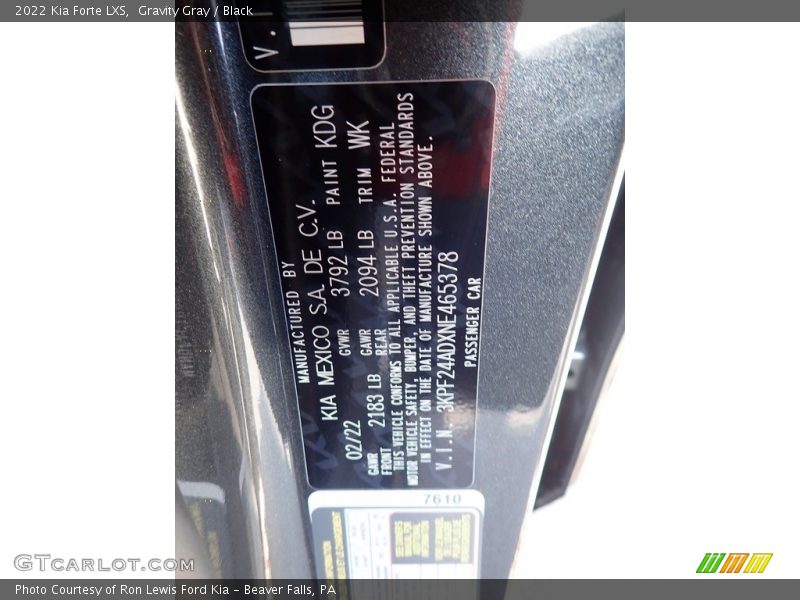 2022 Kia Forte LXS,  Gravity Gray / Black
V.I
MANUFACTURED BY
KIA MEXICO S.A. DE C.V.
02/22 GVWR 3792 LB PAINT KDG
GAWR FRONT 2183 LB GAWR REAR 2094 LB TRIM WK
THIS VEHICLE CONFORMS TO ALL APPLICABLE U.S.A. FEDERAL
MOTOR VEHICLE SAFETY, BUMPER, AND THEFT PREVENTION STANDARDS
IN EFFECT ON THE DATE OF MANUFACTURE SHOWN ABOVE.
V.I.N. 3KPF24ADXNE465378
PASSENGER CAR
7610
GTCarLot.com
Photo Courtesy of Ron Lewis Ford Kia – Beaver Falls, PA